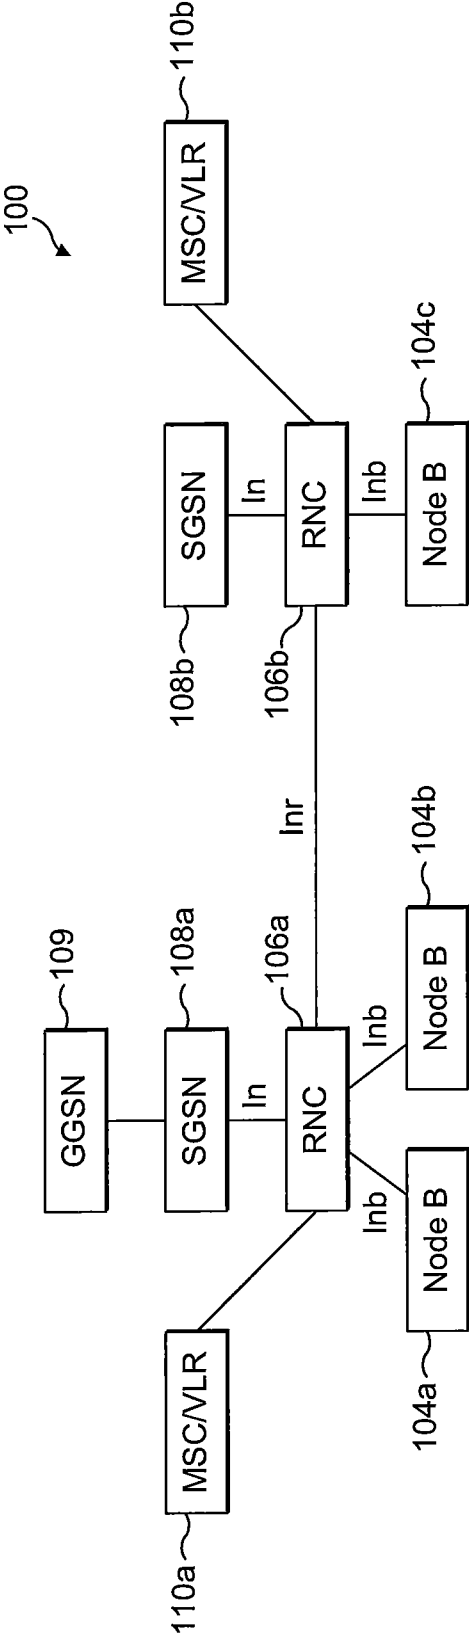 100
109
GGSN
110a
MSC/VLR
SGSN
108a
108b
SGSN
MSC/VLR
110b
In
In
RNC
106a
Inr
106b
RNC
Inb
Inb
Inb
104a
Node B
Node B
104b
Node B
104c